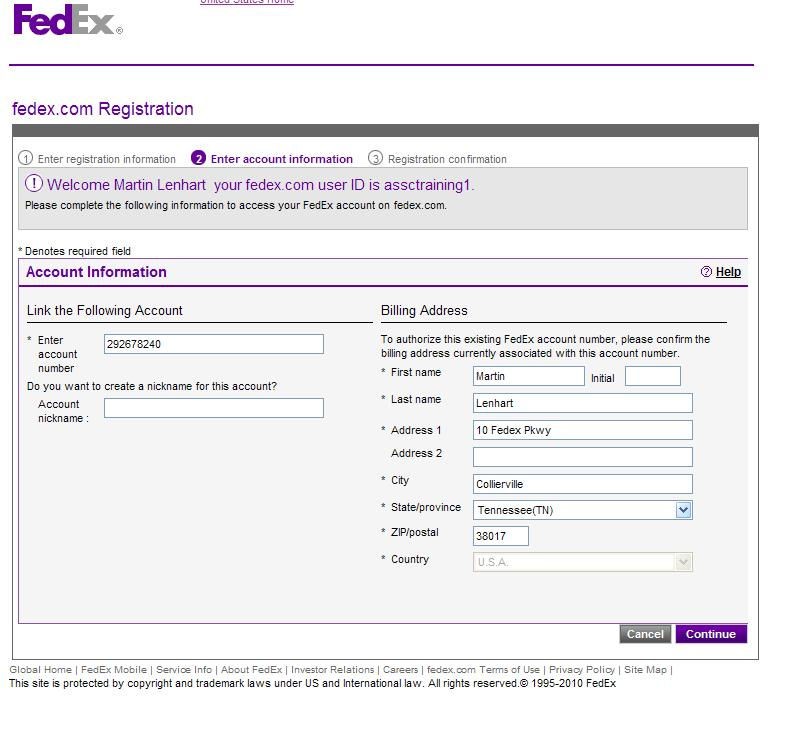 United States Home
FedEx®
fedex.com Registration
1 Enter registration information 2 Enter account information 3 Registration confirmation
! Welcome Martin Lenhart your fedex.com user ID is assctraining1.
Please complete the following information to access your FedEx account on fedex.com.
* Denotes required field
Account Information
? Help
Link the Following Account
* Enter account number
292678240
Do you want to create a nickname for this account?
Account nickname :
Billing Address
To authorize this existing FedEx account number, please confirm the
billing address currently associated with this account number.
* First name Martin Initial
* Last name Lenhart
* Address 1 10 Fedex Pkwy
Address 2
* City Collierville
* State/province Tennessee(TN)
* ZIP/postal 38017
* Country U.S.A.
Cancel Continue
Global Home | FedEx Mobile | Service Info | About FedEx | Investor Relations | Careers | fedex.com Terms of Use | Privacy Policy | Site Map |
This site is protected by copyright and trademark laws under US and International law. All rights reserved.© 1995-2010 FedEx